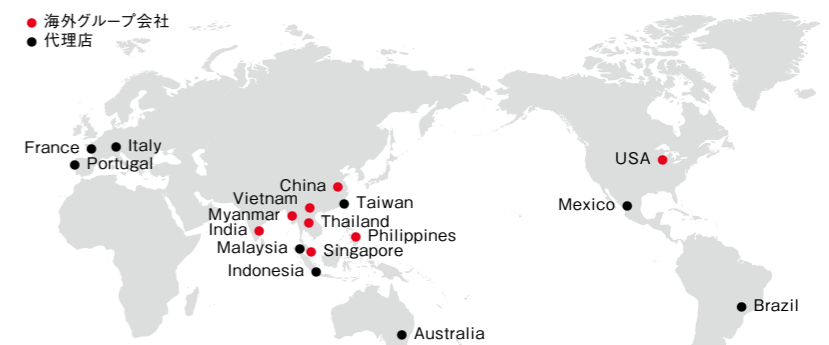 海外グループ会社
代理店
France
Italy
Portugal
USA
China
Vietnam
Taiwan
Mexico
Myanmar
Thailand
India
Philippines
Malaysia
Singapore
Indonesia
Brazil
Australia